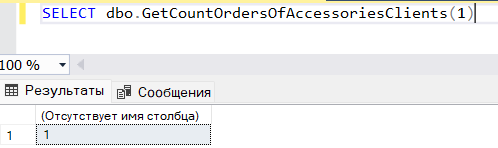 SELECT dbo.GetCountOrdersOfAccessoriesClients(1)
100 %
Результаты Сообщения
(Отсутствует имя столбца)
1 1